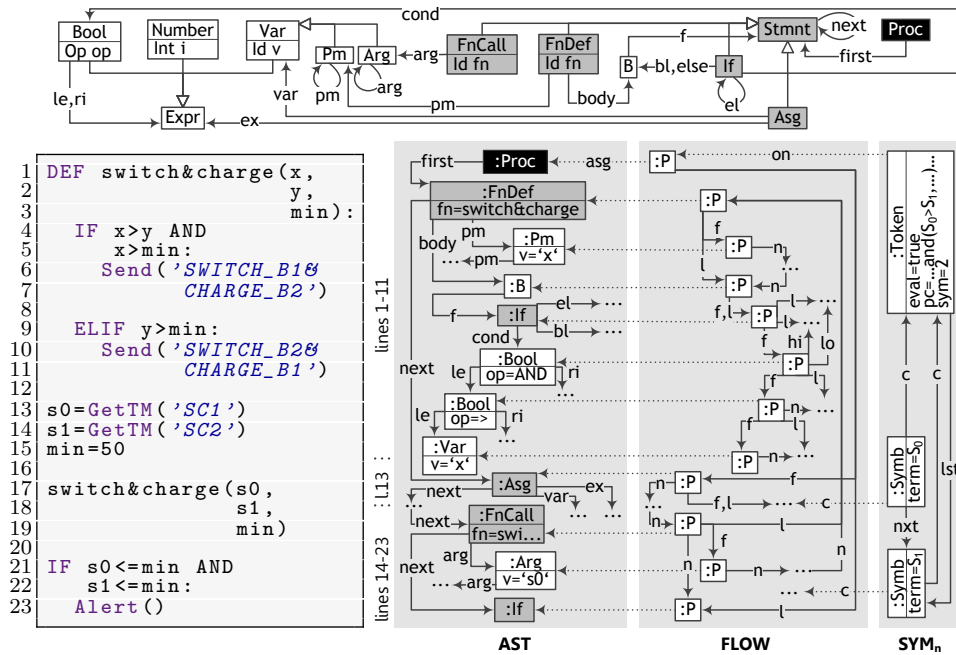 cond
Bool
Op op
Number
Int i
Var
Id v
Pm
Arg
arg
FnCall
Id fn
FnDef
Id fn
f
B
bl,else
If
Stmnt
next
Proc
first
le,ri
var
pm
arg
pm
body
el
Expr
ex
Asg
1 DEF switch&charge(x,
2 y,
3 min):
4 IF x>y AND
5 x>min:
6 Send('SWITCH_B1&
7 CHARGE_B2')
8
9 ELIF y>min:
10 Send('SWITCH_B2&
11 CHARGE_B1')
12
13 s0=GetTM('SC1')
14 s1=GetTM('SC2')
15 min=50
16
17 switch&charge(s0,
18 s1,
19 min)
20
21 IF s0<=min AND
22 s1<=min:
23 Alert()
lines 1-11
l.13
lines 14-23
first
:Proc
asg
:P
on
:FnDef
fn=switch&charge
:P
body
pm
:Pm
v='x'
... pm
f
:P
n
...
l
:B
:P
n
f
:If
el ...
bl ...
f,l
:P
l ...
l ...
cond
f
hi
lo
:Bool
op=AND
:P
next
le
ri
...
f
l
...
:Bool
op=>
:P
n ...
le
ri
...
f
l
...
:Var
v='x'
:P
n ...
:Asg
:P
f
next
...
var
...
ex
...
n
...
f,l
...
c
next
:FnCall
fn=swi...
n
:P
l
f
arg
:Arg
v='s0'
n
:P
n
...
n
next
... arg
... c
:If
:P
l
:Token
eval=true
pc=...and(S0>S1,...)...
sym=2
c
c
:Symb
term=S0
lst
nxt
:Symb
term=S1
AST
FLOW
SYMn